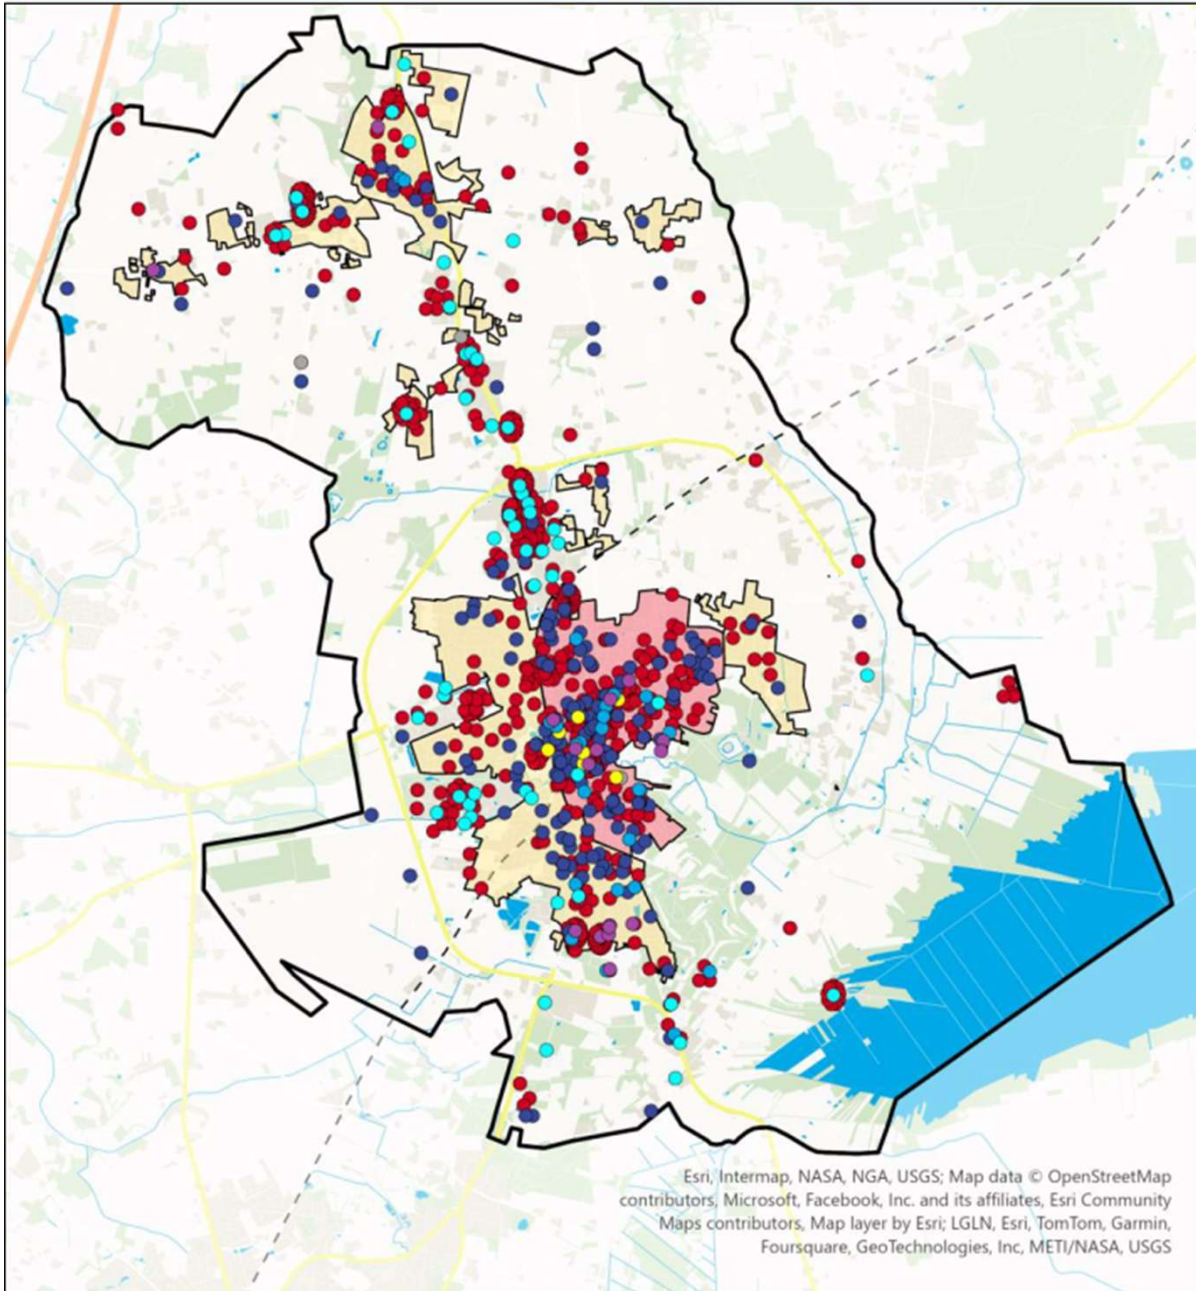 Esri, Intermap, NASA, NGA, USGS; Map data © OpenStreetMap
contributors, Microsoft, Facebook, Inc. and its affiliates, Esri Community
Maps contributors, Map layer by Esri; LGLN, Esri, TomTom, Garmin,
Foursquare, GeoTechnologies, Inc, METI/NASA, USGS